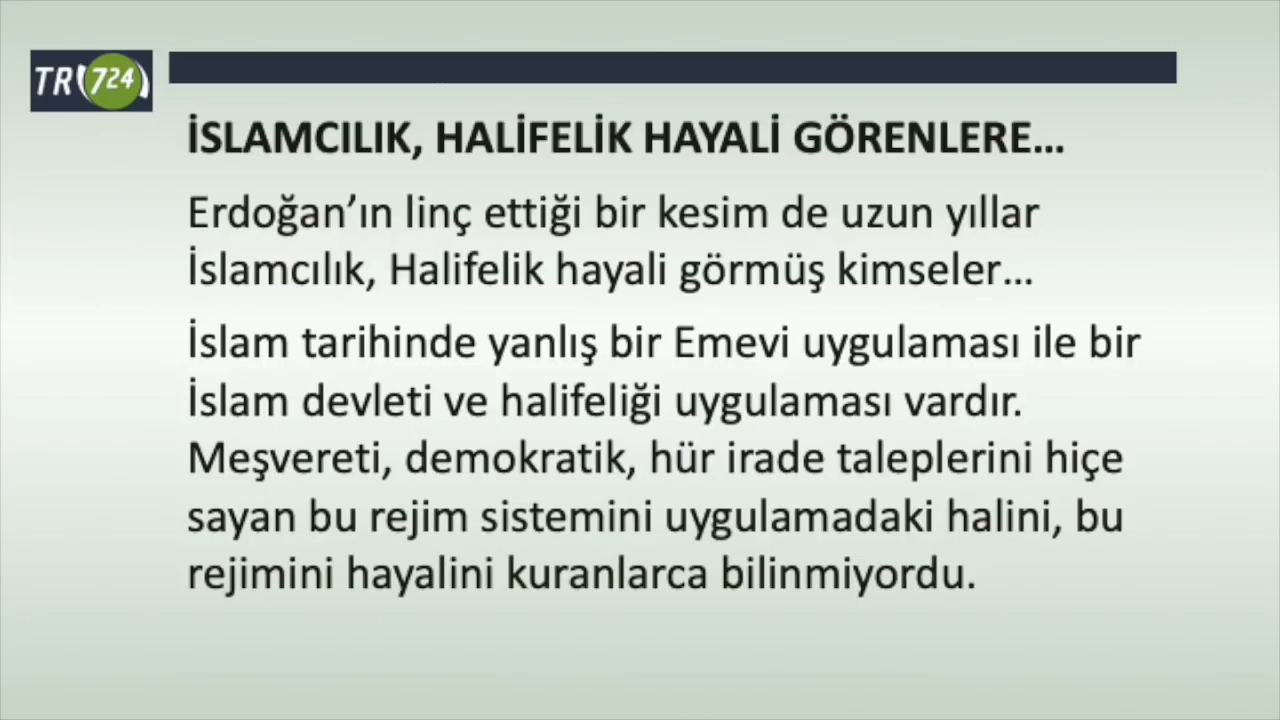 TR724
İSLAMCILIK, HALİFELİK HAYALİ GÖRENLERE…
Erdoğan’ın linç ettiği bir kesim de uzun yıllar
İslamcılık, Halifelik hayali görmüş kimseler…
İslam tarihinde yanlış bir Emevi uygulaması ile bir
İslam devleti ve halifeliği uygulaması vardır.
Meşvereti, demokratik, hür irade taleplerini hiçe
sayan bu rejim sistemini uygulamadaki halini, bu
rejimini hayalini kuranlarca bilinmiyordu.